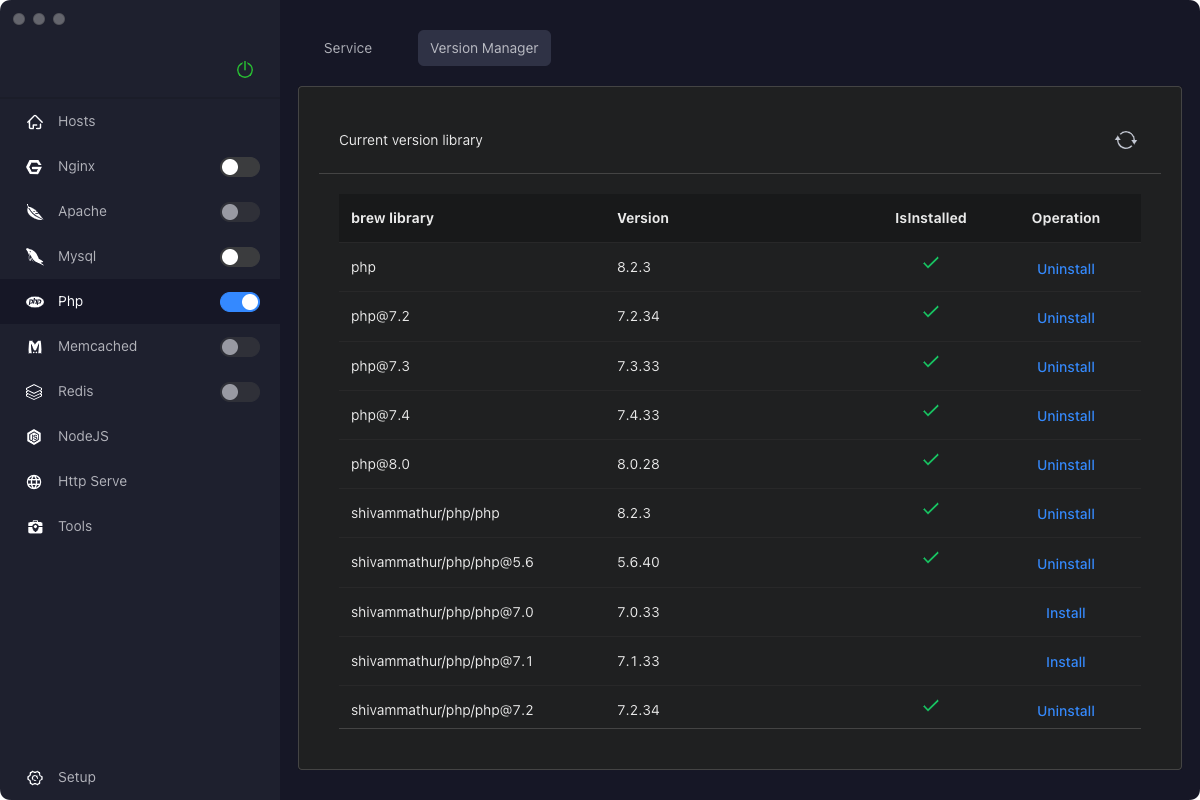 Service
Version Manager
Hosts
Nginx
Apache
Mysql
Php
Memcached
Redis
NodeJS
Http Serve
Tools
Setup
Current version library
brew library Version IsInstalled Operation
php 8.2.3 Uninstall
php@7.2 7.2.34 Uninstall
php@7.3 7.3.33 Uninstall
php@7.4 7.4.33 Uninstall
php@8.0 8.0.28 Uninstall
shivammathur/php/php 8.2.3 Uninstall
shivammathur/php/php@5.6 5.6.40 Uninstall
shivammathur/php/php@7.0 7.0.33 Install
shivammathur/php/php@7.1 7.1.33 Install
shivammathur/php/php@7.2 7.2.34 Uninstall